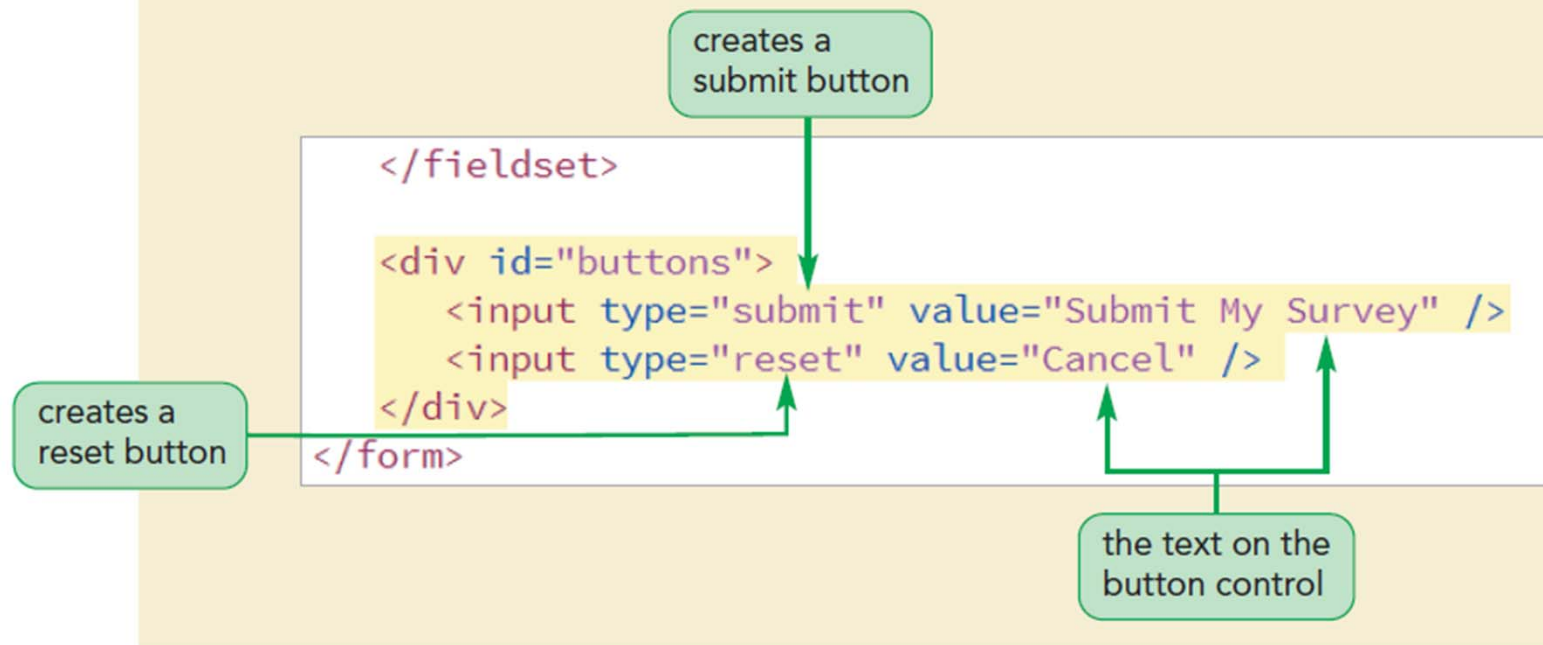 creates a
submit button
</fieldset>
<div id="buttons">
<input type="submit" value="Submit My Survey" />
<input type="reset" value="Cancel" />
</div>
</form>
creates a
reset button
the text on the
button control